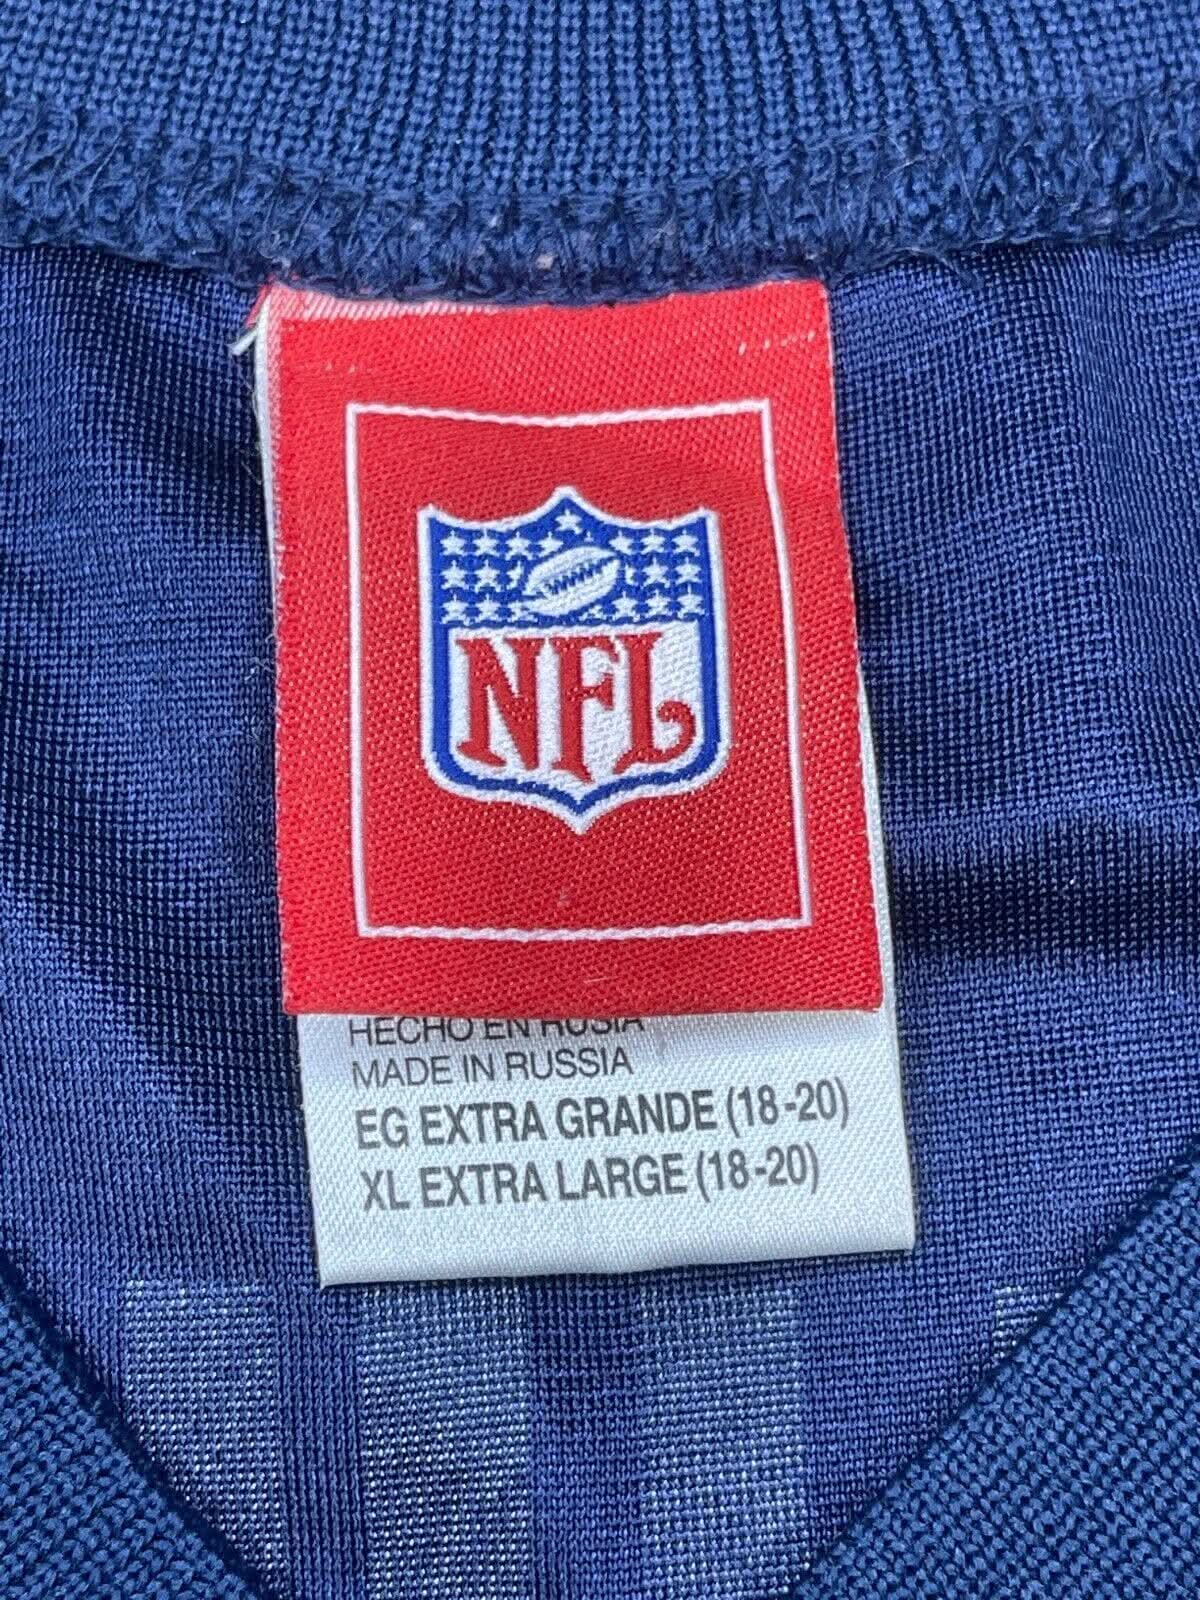 NFL
HECHO EN RUSIA
MADE IN RUSSIA
EG EXTRA GRANDE (18-20)
XL EXTRA LARGE (18-20)